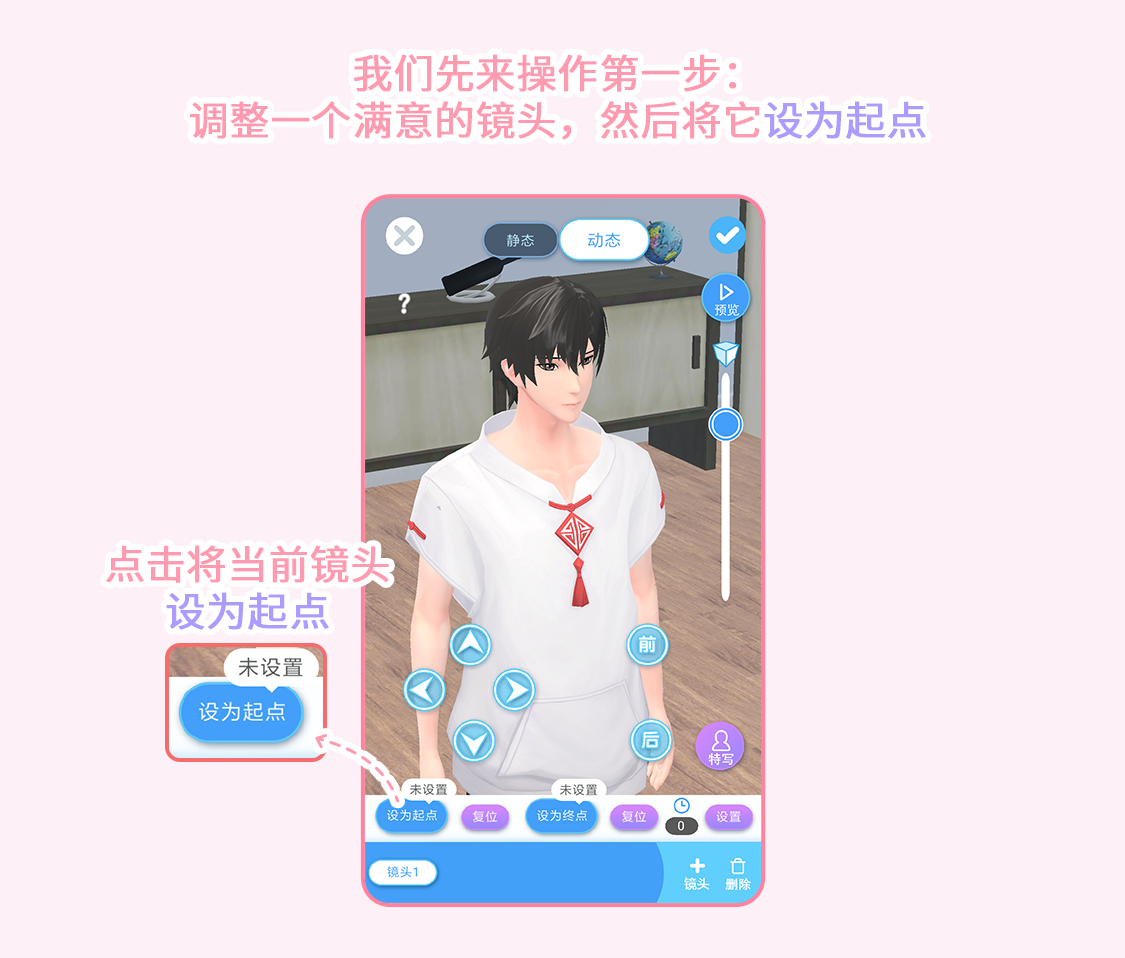 我们先来操作第一步：
调整一个满意的镜头，然后将它设为起点
静态
动态
?
预览
点击将当前镜头
设为起点
未设置
设为起点
前
后
特写
未设置
未设置
设为起点
复位
设为终点
复位
0
设置
镜头1
镜头
删除